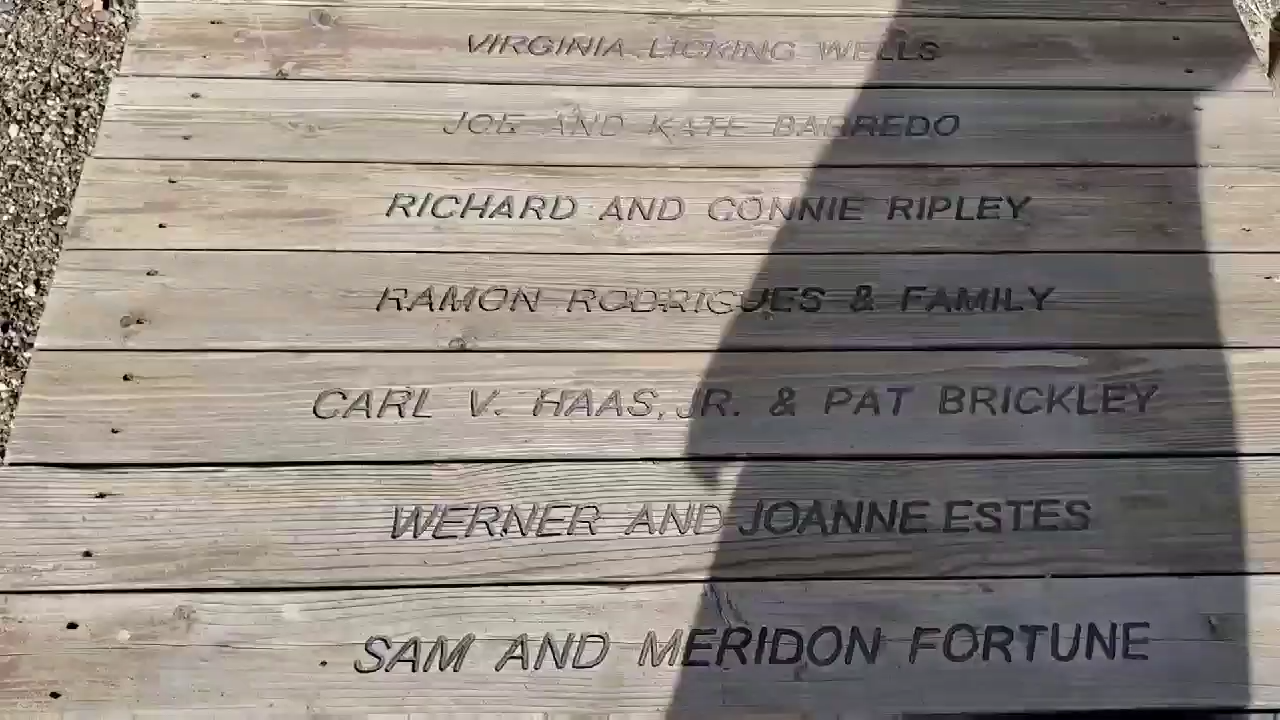 VIRGINIA LICKING WELLS
JOE AND KATE BARREDO
RICHARD AND CONNIE RIPLEY
RAMON RODRIGUES & FAMILY
CARL V. HAAS, JR. & PAT BRICKLEY
WERNER AND JOANNE ESTES
SAM AND MERIDON FORTUNE